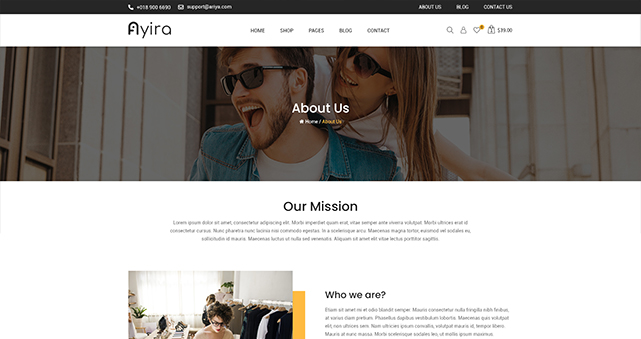 +018 900 6690 support@ariya.com ABOUT US BLOG CONTACT US
Ayira HOME SHOP PAGES BLOG CONTACT $39.00
About Us
Home / About Us
Our Mission
Lorem ipsum dolor sit amet, consectetur adipiscing elit. Morbi imperdiet quam erat, vitae semper ante viverra volutpat. Morbi ultrices erat id
consectetur cursus. Nunc pharetra nunc lacinia nisi commodo egestas. In a scelerisque arcu. Maecenas magna tortor, euismod vel sodales eu,
sollicitudin id mauris. Maecenas luctus ut nulla sed venenatis. Aliquam sit amet elit vitae lectus porttitor sagittis.
Who we are?
Etiam sit amet mi et odio blandit semper. Mauris consectetur nulla fringilla nibh finibus,
at varius diam pretium. Phasellus dapibus vestibulum lobortis. Maecenas quis volutpat
elit, non ultrices sem. Nam ultrices ipsum convallis, volutpat mauris id, tempor libero.
Mauris at nunc massa. Morbi scelerisque sodales leo, ut mollis ipsum maximus.